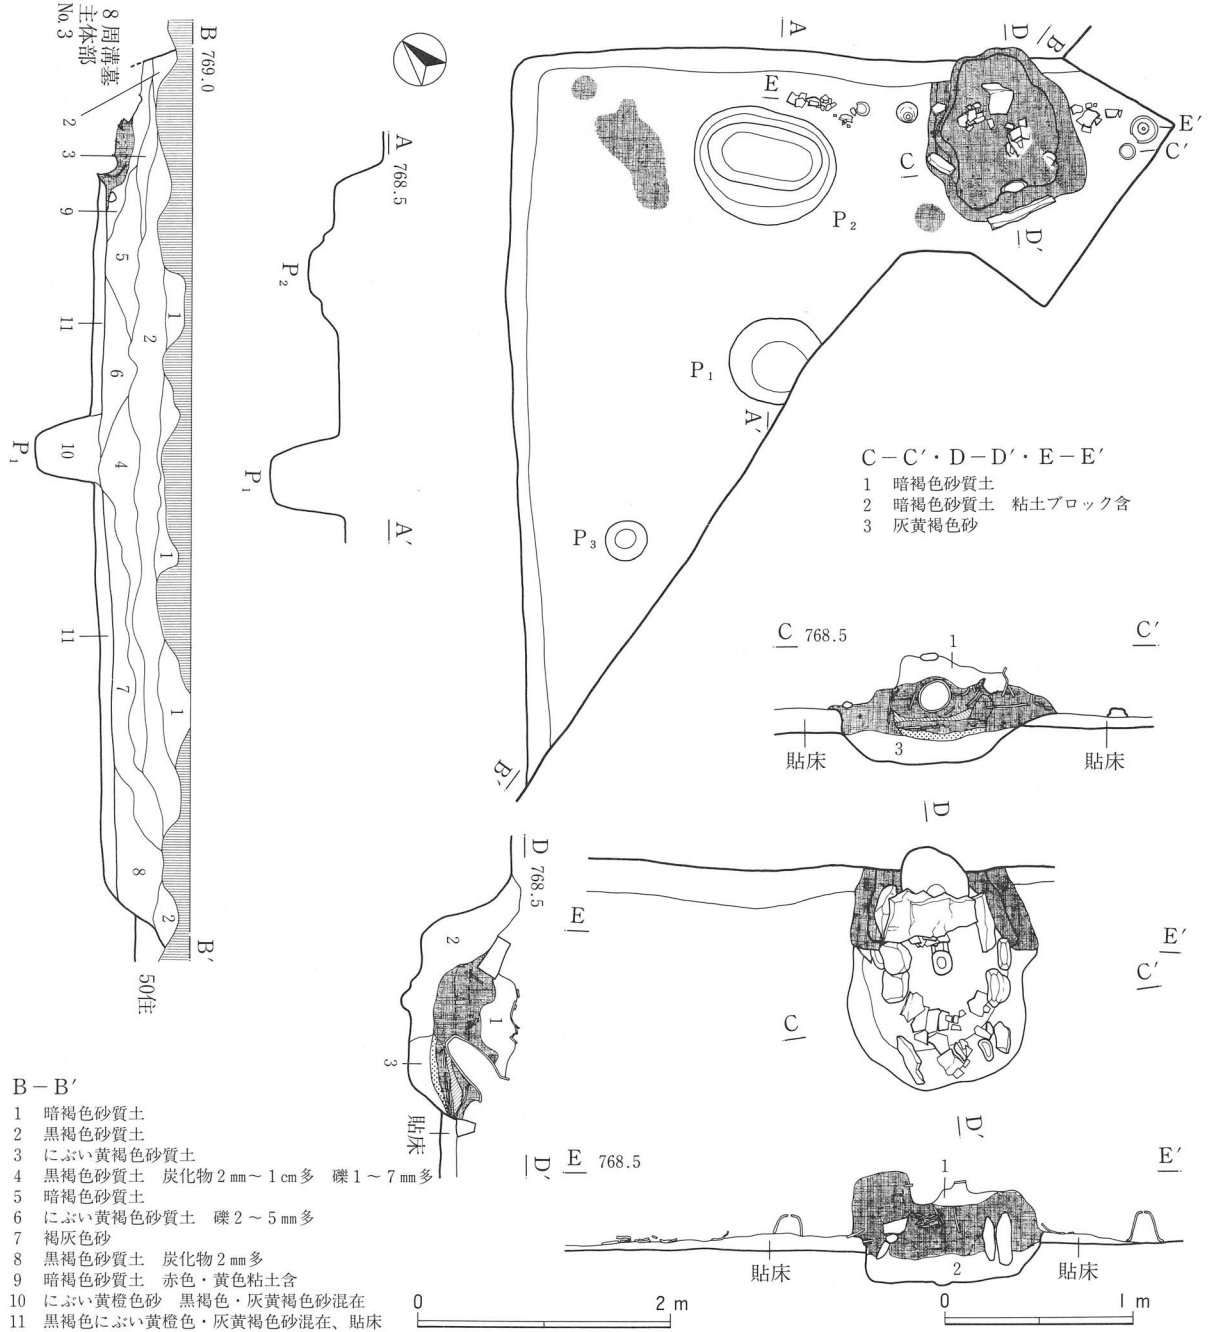 8周溝墓
主体部
No.3
B 769.0
2
3
9
5
11
6
1
2
P₁
10
4
1
11
7
1
8
2
B′
50住
A 768.5
P₂
P₁
A′
A
D
B
E
E′
C′
C
P₂
D′
P₁
A′
P₃
B′
C－C′・D－D′・E－E′
1 暗褐色砂質土
2 暗褐色砂質土 粘土ブロック含
3 灰黄褐色砂
C 768.5
C′
1
3
貼床
貼床
D
E
E′
C′
C
D′
D 768.5
2
1
3
貼床
D′
E 768.5
E′
1
貼床
2
貼床
B－B′
1 暗褐色砂質土
2 黒褐色砂質土
3 にぶい黄褐色砂質土
4 黒褐色砂質土 炭化物2㎜～1㎝多 礫1～7㎜多
5 暗褐色砂質土
6 にぶい黄褐色砂質土 礫2～5㎜多
7 褐灰色砂
8 黒褐色砂質土 炭化物2㎜多
9 暗褐色砂質土 赤色・黄色粘土含
10 にぶい黄橙色砂 黒褐色・灰黄褐色砂混在
11 黒褐色にぶい黄橙色・灰黄褐色砂混在、貼床
0 2m
0 1m